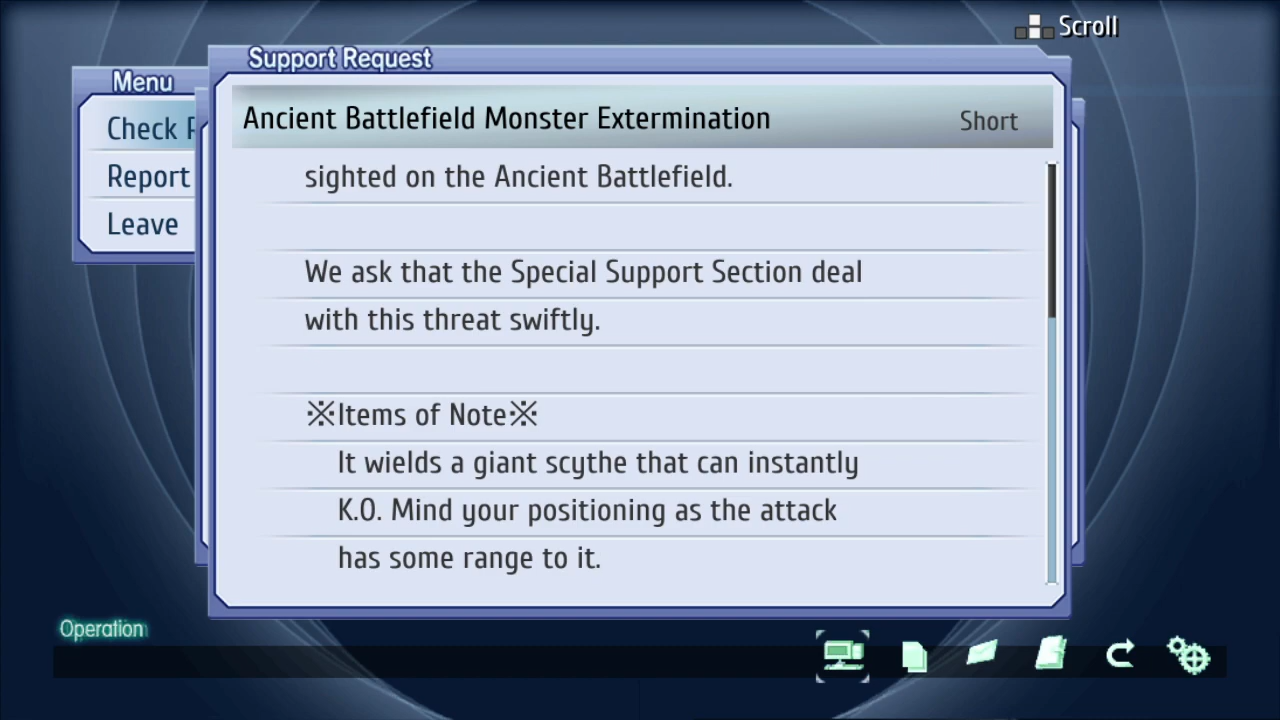 Scroll
Support Request
Menu
Ancient Battlefield Monster Extermination
Short
Check
Report
Leave
sighted on the Ancient Battlefield.
We ask that the Special Support Section deal
with this threat swiftly.
※Items of Note※
It wields a giant scythe that can instantly
K.O. Mind your positioning as the attack
has some range to it.
Operation